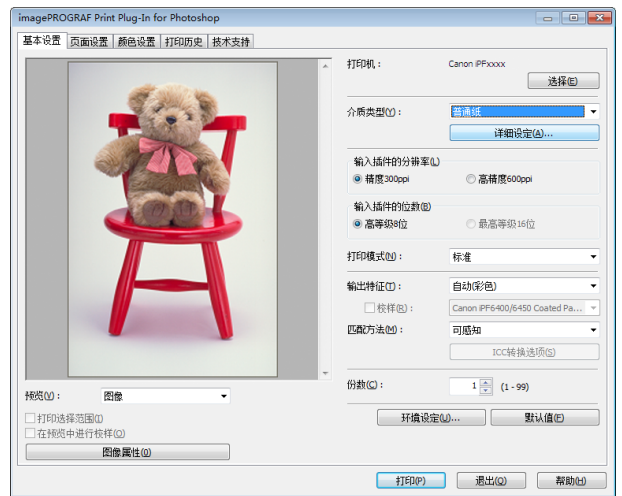 imagePROGRAF Print Plug-In for Photoshop
基本设置 页面设置 颜色设置 打印历史 技术支持
打印机： Canon iPFxxxx
选择(E)
介质类型(Y)： 普通纸
详细设定(A)...
输入插件的分辨率(L)
精度300ppi 高精度600ppi
输入插件的位数(B)
高等级8位 最高等级16位
打印模式(N)： 标准
输出特征(T)： 自动(彩色)
校样(R)： Canon iPF6400/6450 Coated Pa...
匹配方法(M)： 可感知
ICC转换选项(S)
份数(C)： 1 (1 - 99)
预览(V)： 图像
打印选择范围(I)
在预览中进行校样(O)
图像属性(J)
环境设定(U)... 默认值(F)
打印(P) 退出(Q) 帮助(H)